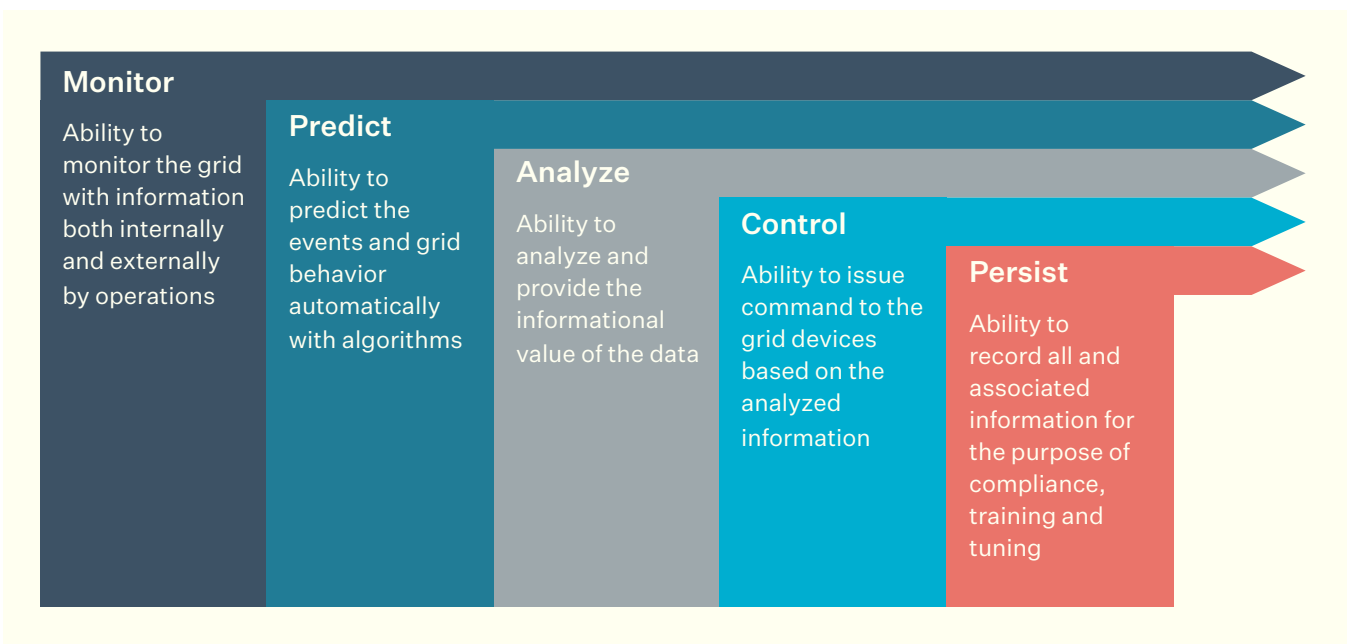 Monitor
Ability to
monitor the grid
with information
both internally
and externally
by operations
Predict
Ability to
predict the
events and grid
behavior
automatically
with algorithms
Analyze
Ability to
analyze and
provide the
informational
value of the data
Control
Ability to issue
command to the
grid devices
based on the
analyzed
information
Persist
Ability to
record all and
associated
information for
the purpose of
compliance,
training and
tuning